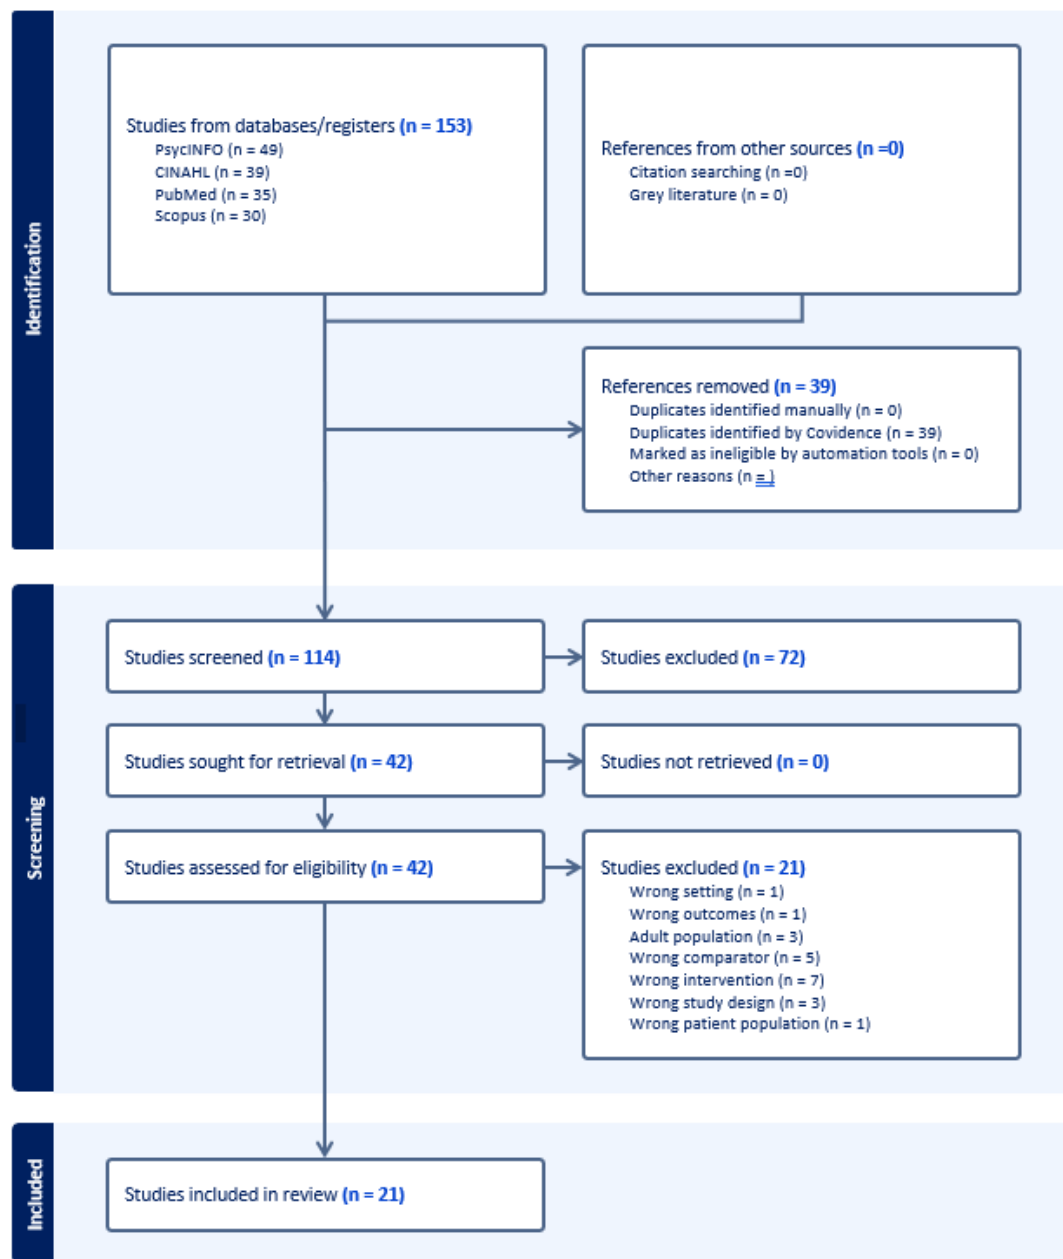 Identification
Studies from databases/registers (n = 153)
PsycINFO (n = 49)
CINAHL (n = 39)
PubMed (n = 35)
Scopus (n = 30)
References from other sources (n =0)
Citation searching (n =0)
Grey literature (n = 0)
References removed (n = 39)
Duplicates identified manually (n = 0)
Duplicates identified by Covidence (n = 39)
Marked as ineligible by automation tools (n = 0)
Other reasons (n = )
Screening
Studies screened (n = 114)
Studies excluded (n = 72)
Studies sought for retrieval (n = 42)
Studies not retrieved (n = 0)
Studies assessed for eligibility (n = 42)
Studies excluded (n = 21)
Wrong setting (n = 1)
Wrong outcomes (n = 1)
Adult population (n = 3)
Wrong comparator (n = 5)
Wrong intervention (n = 7)
Wrong study design (n = 3)
Wrong patient population (n = 1)
Included
Studies included in review (n = 21)